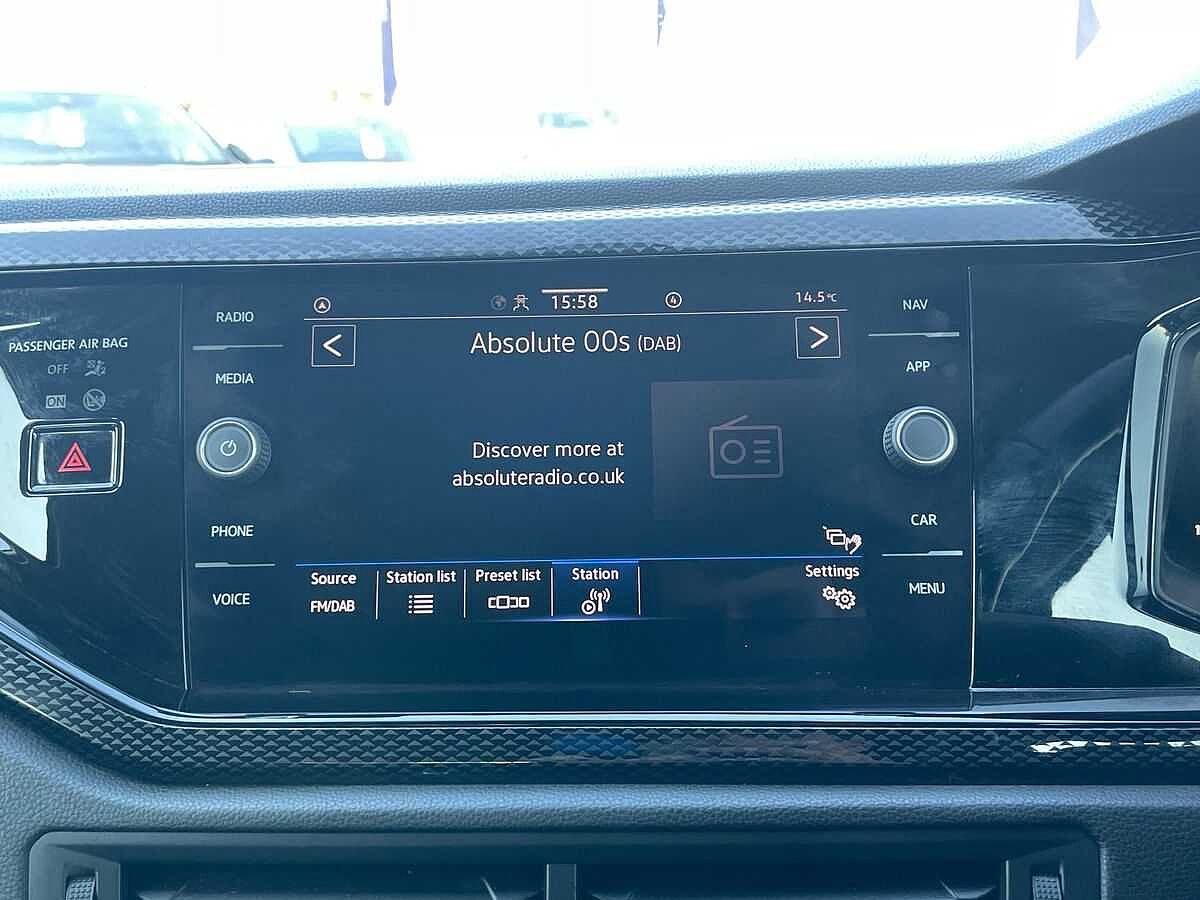 PASSENGER AIR BAG
OFF
ON
RADIO
MEDIA
PHONE
VOICE
15:58
4
14.5°C
<
Absolute 00s (DAB)
>
Discover more at
absoluteradio.co.uk
Source
FM/DAB
Station list
Preset list
Station
Settings
NAV
APP
CAR
MENU